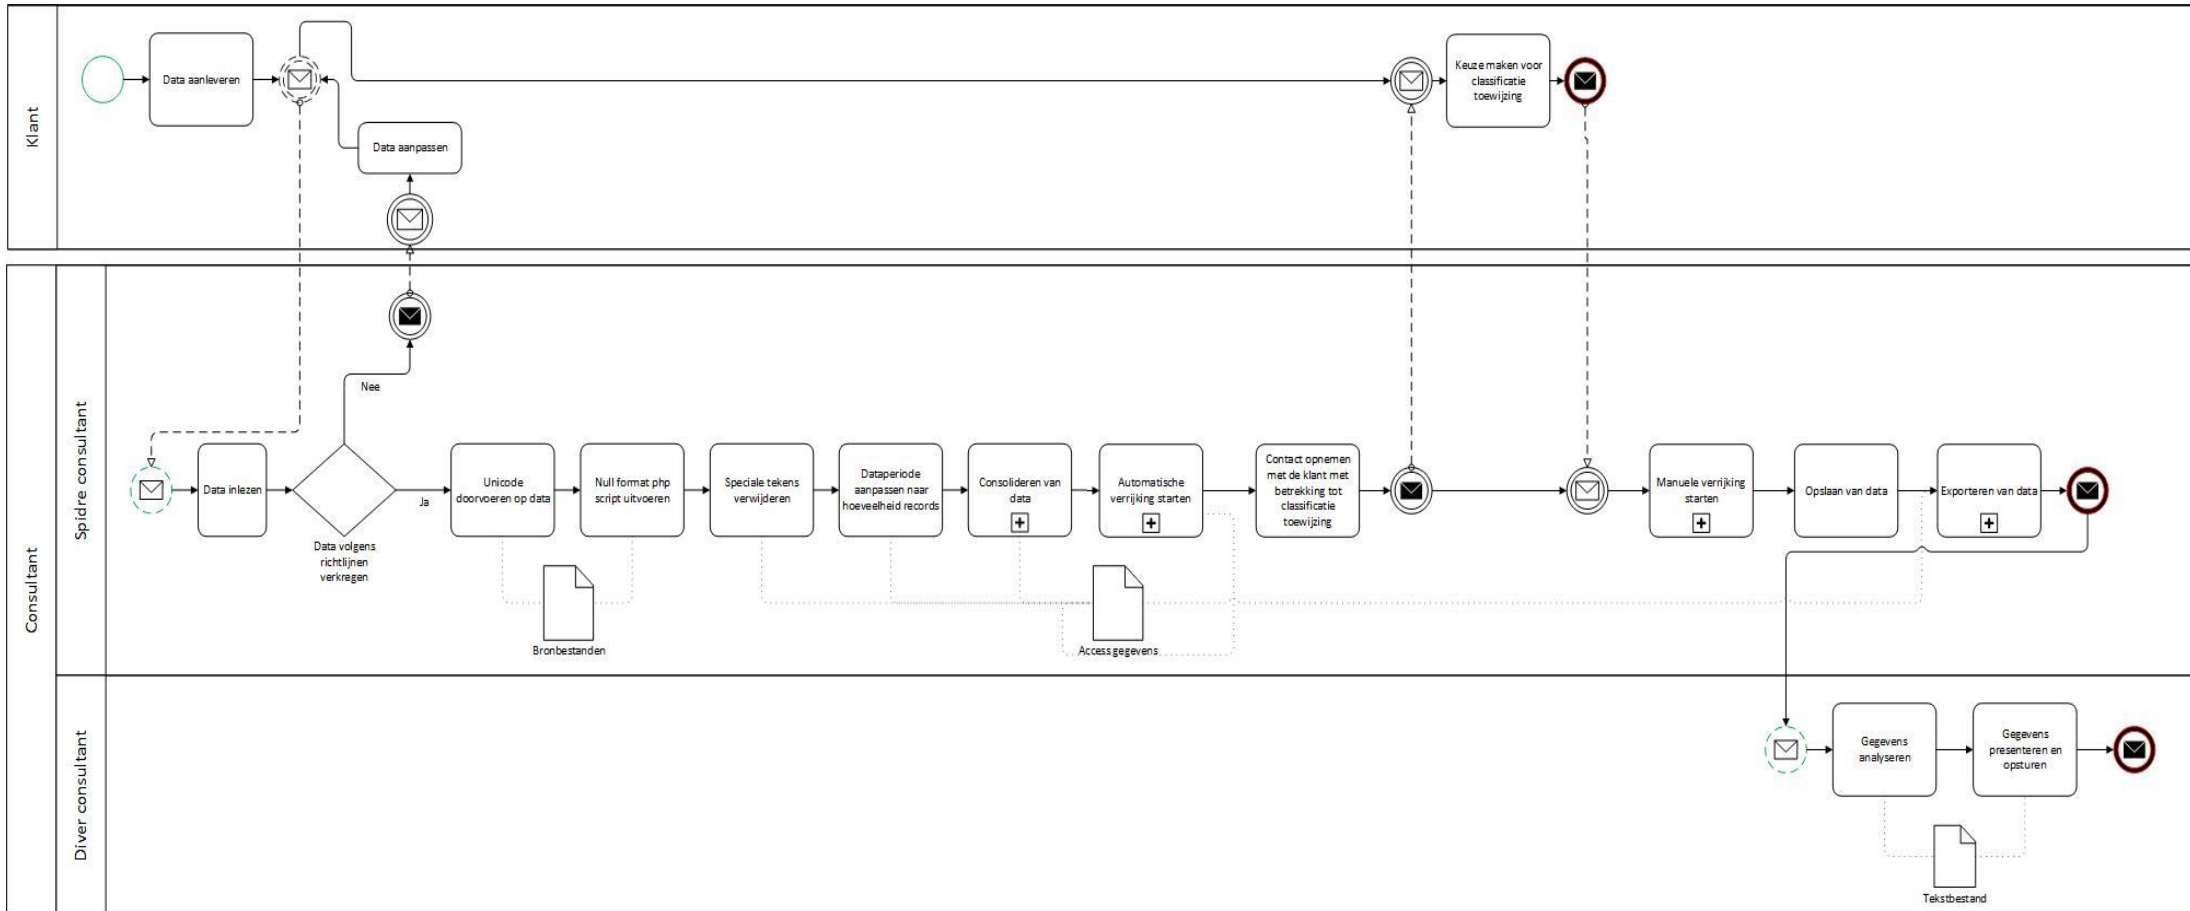 Klant
Data aanleveren
Data aanpassen
Keuze maken voor
classificatie
toewijzing
Consultant
Spidre consultant
Nee
Data inlezen
Data volgens
richtlijnen
verkregen
Ja
Unicode
doorvoeren op data
Null format php
script uitvoeren
Speciale tekens
verwijderen
Dataperiode
aanpassen naar
hoeveelheid records
Consolideren van
data
Automatische
verrijking starten
Contact opnemen
met de klant met
betrekking tot
classificatie
toewijzing
Manuele verrijking
starten
Opslaan van data
Exporteren van data
Bronbestanden
Access gegevens
Diver consultant
Gegevens
analyseren
Gegevens
presenteren en
opsturen
Tekstbestand